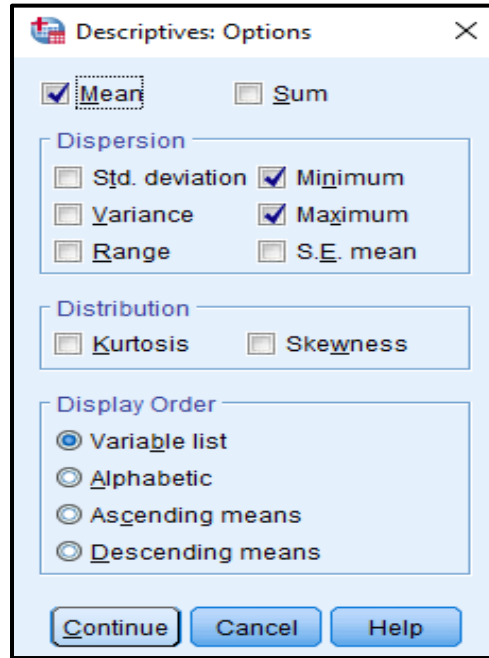 Descriptives: Options
Mean Sum
Dispersion
Std. deviation Minimum
Variance Maximum
Range S.E. mean
Distribution
Kurtosis Skewness
Display Order
Variable list
Alphabetic
Ascending means
Descending means
Continue Cancel Help